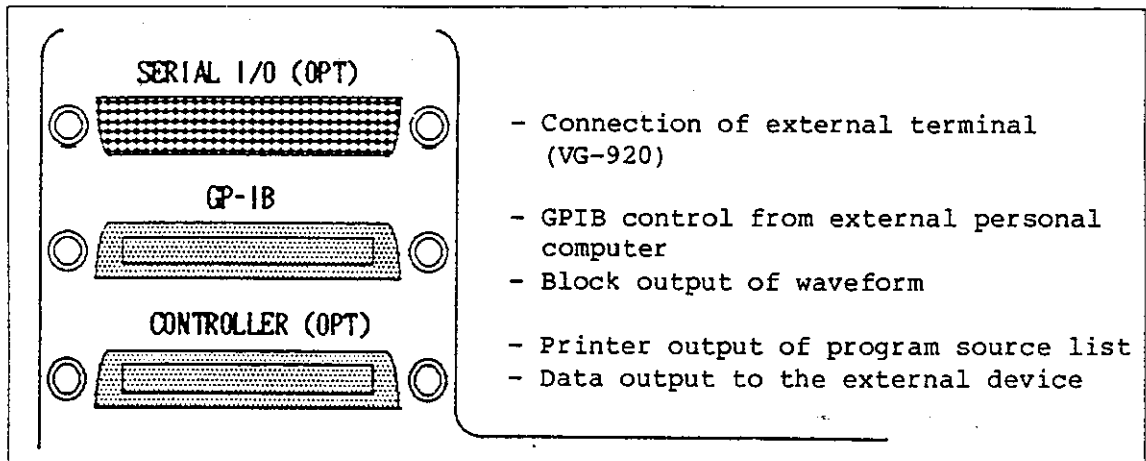 SERIAL I/O (OPT)
- Connection of external terminal
(VG-920)
GP-IB
- GPIB control from external personal
computer
- Block output of waveform
CONTROLLER (OPT)
- Printer output of program source list
- Data output to the external device